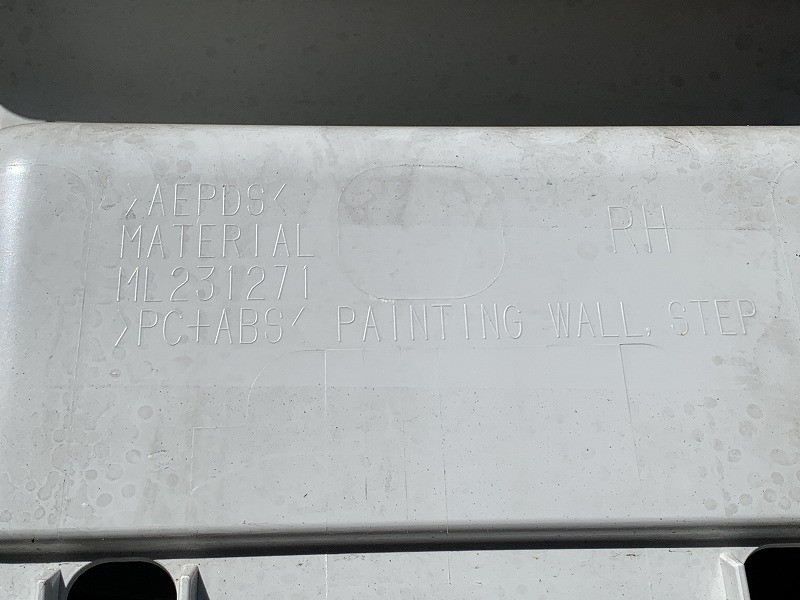 >AEPDS<
MATERIAL
RH
ML231271
>PC+ABS< PAINTING WALL, STEP